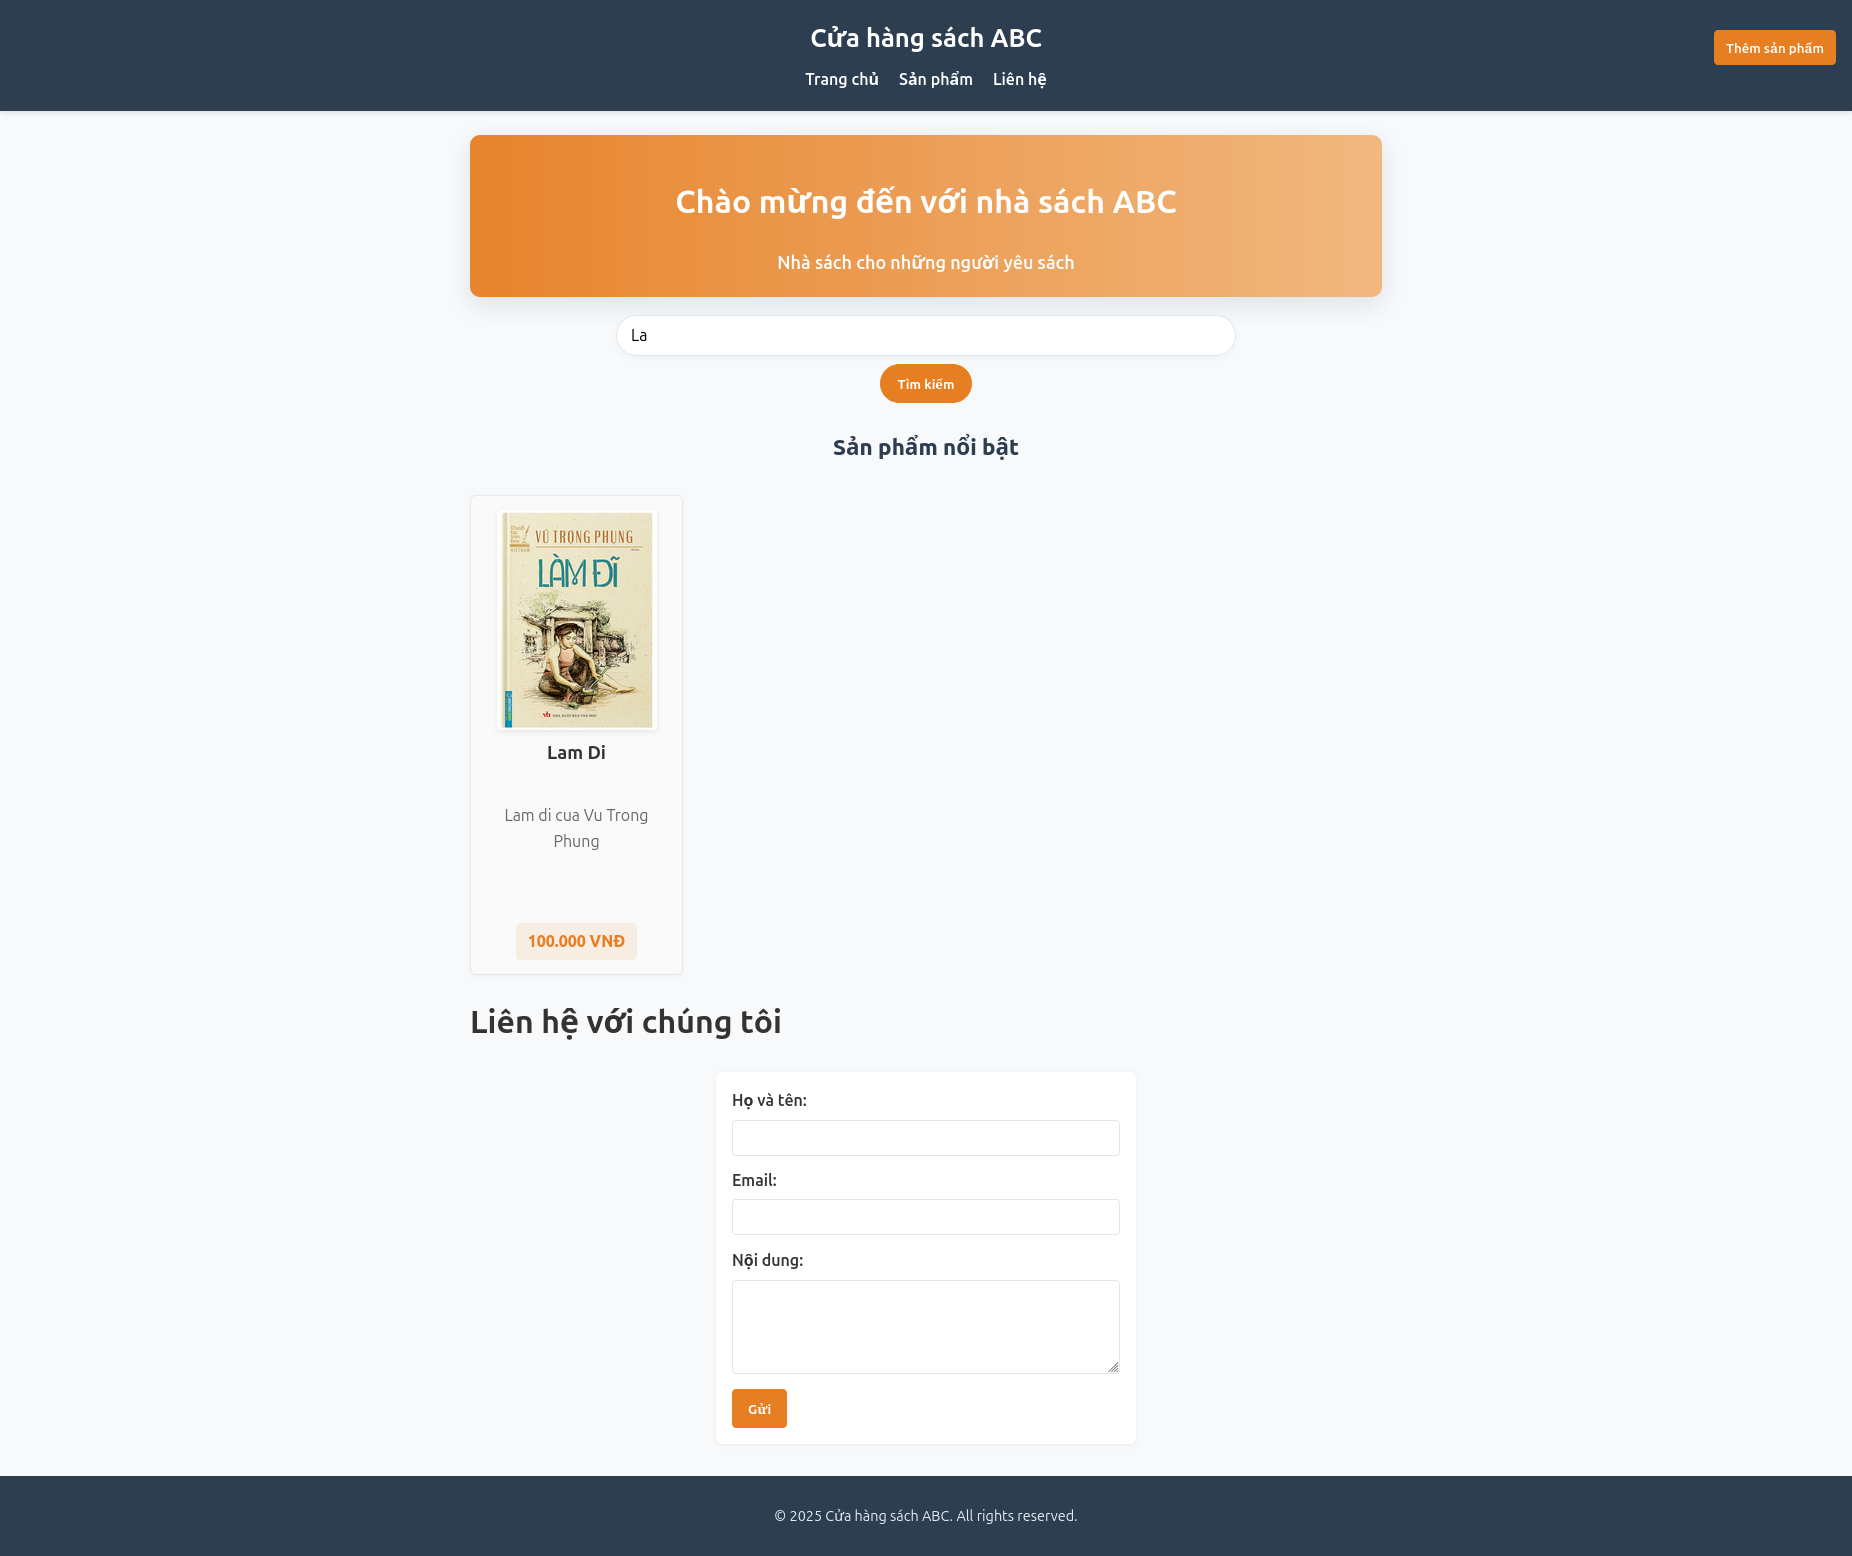 Cửa hàng sách ABC
Thêm sản phẩm
Trang chủ Sản phẩm Liên hệ
Chào mừng đến với nhà sách ABC
Nhà sách cho những người yêu sách
La
Tìm kiếm
Sản phẩm nổi bật
VŨ TRỌNG PHỤNG
LÀM ĐĨ
Lam Di
Lam di cua Vu Trong
Phung
100.000 VNĐ
Liên hệ với chúng tôi
Họ và tên:
Email:
Nội dung:
Gửi
© 2025 Cửa hàng sách ABC. All rights reserved.